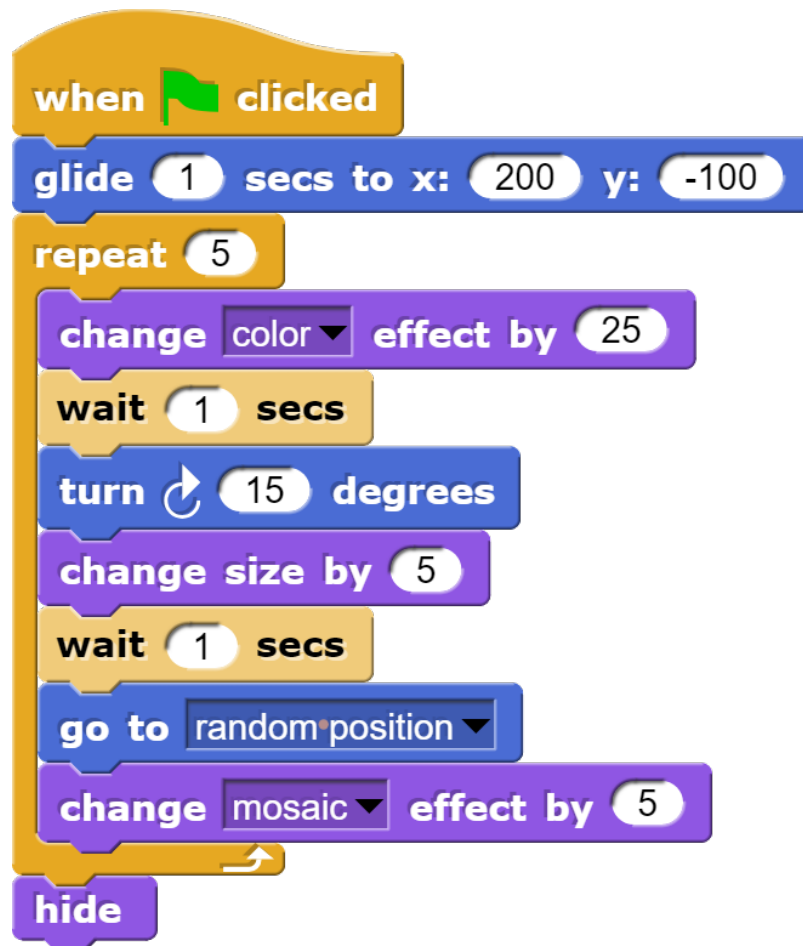 when clicked
glide 1 secs to x: 200 y: -100
repeat 5
change color effect by 25
wait 1 secs
turn 15 degrees
change size by 5
wait 1 secs
go to random position
change mosaic effect by 5
hide